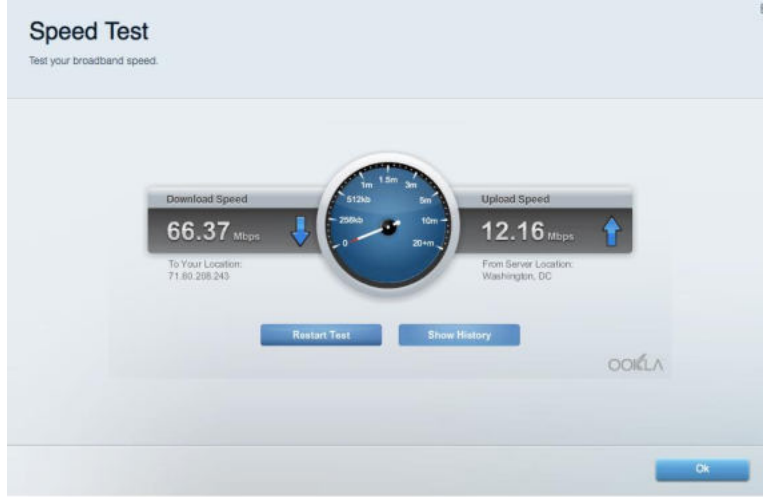 Speed Test
Test your broadband speed.
Download Speed
66.37 Mbps
To Your Location:
71.80.208.243
1m
1.5m
3m
512kb
5m
256kb
10m
0
20+m
Upload Speed
12.16 Mbps
From Server Location:
Washington, DC
Restart Test
Show History
OOKLA
Ok